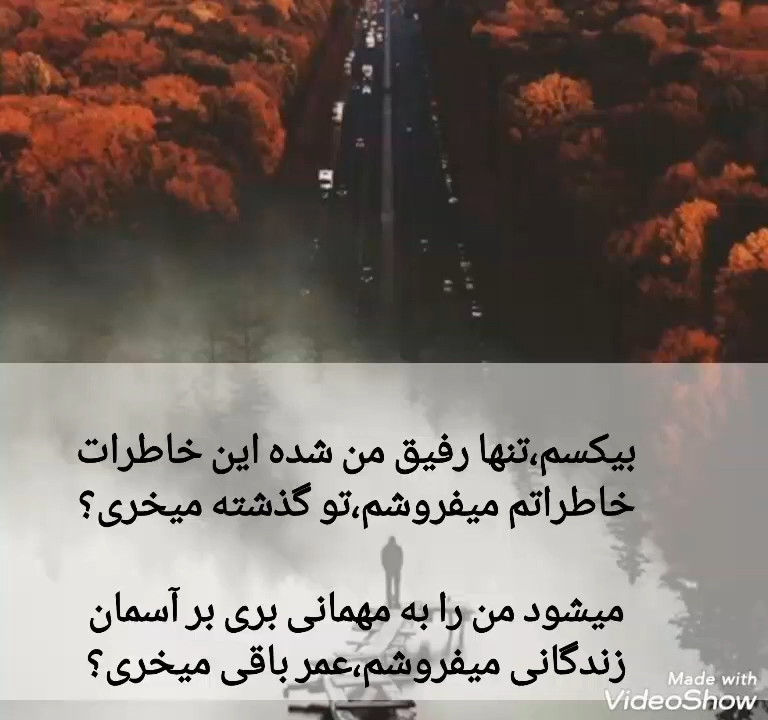 بیکسم،تنها رفیق من شده این خاطرات
خاطراتم میفروشم،تو گذشته میخری؟
میشود من را به مهمانی بری بر آسمان
زندگانی میفروشم،عمر باقی میخری؟
Made with
VideoShow